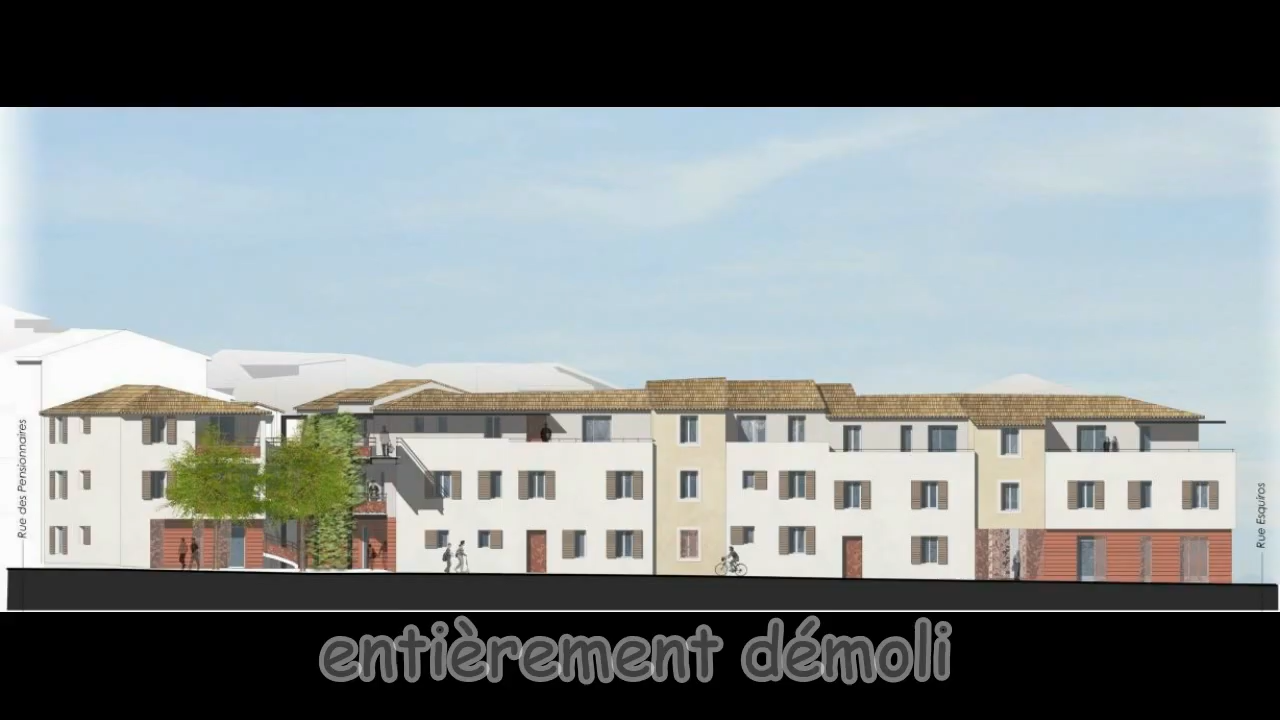 Rue des Pensionnaires
Rue Esquiros
entièrement démoli